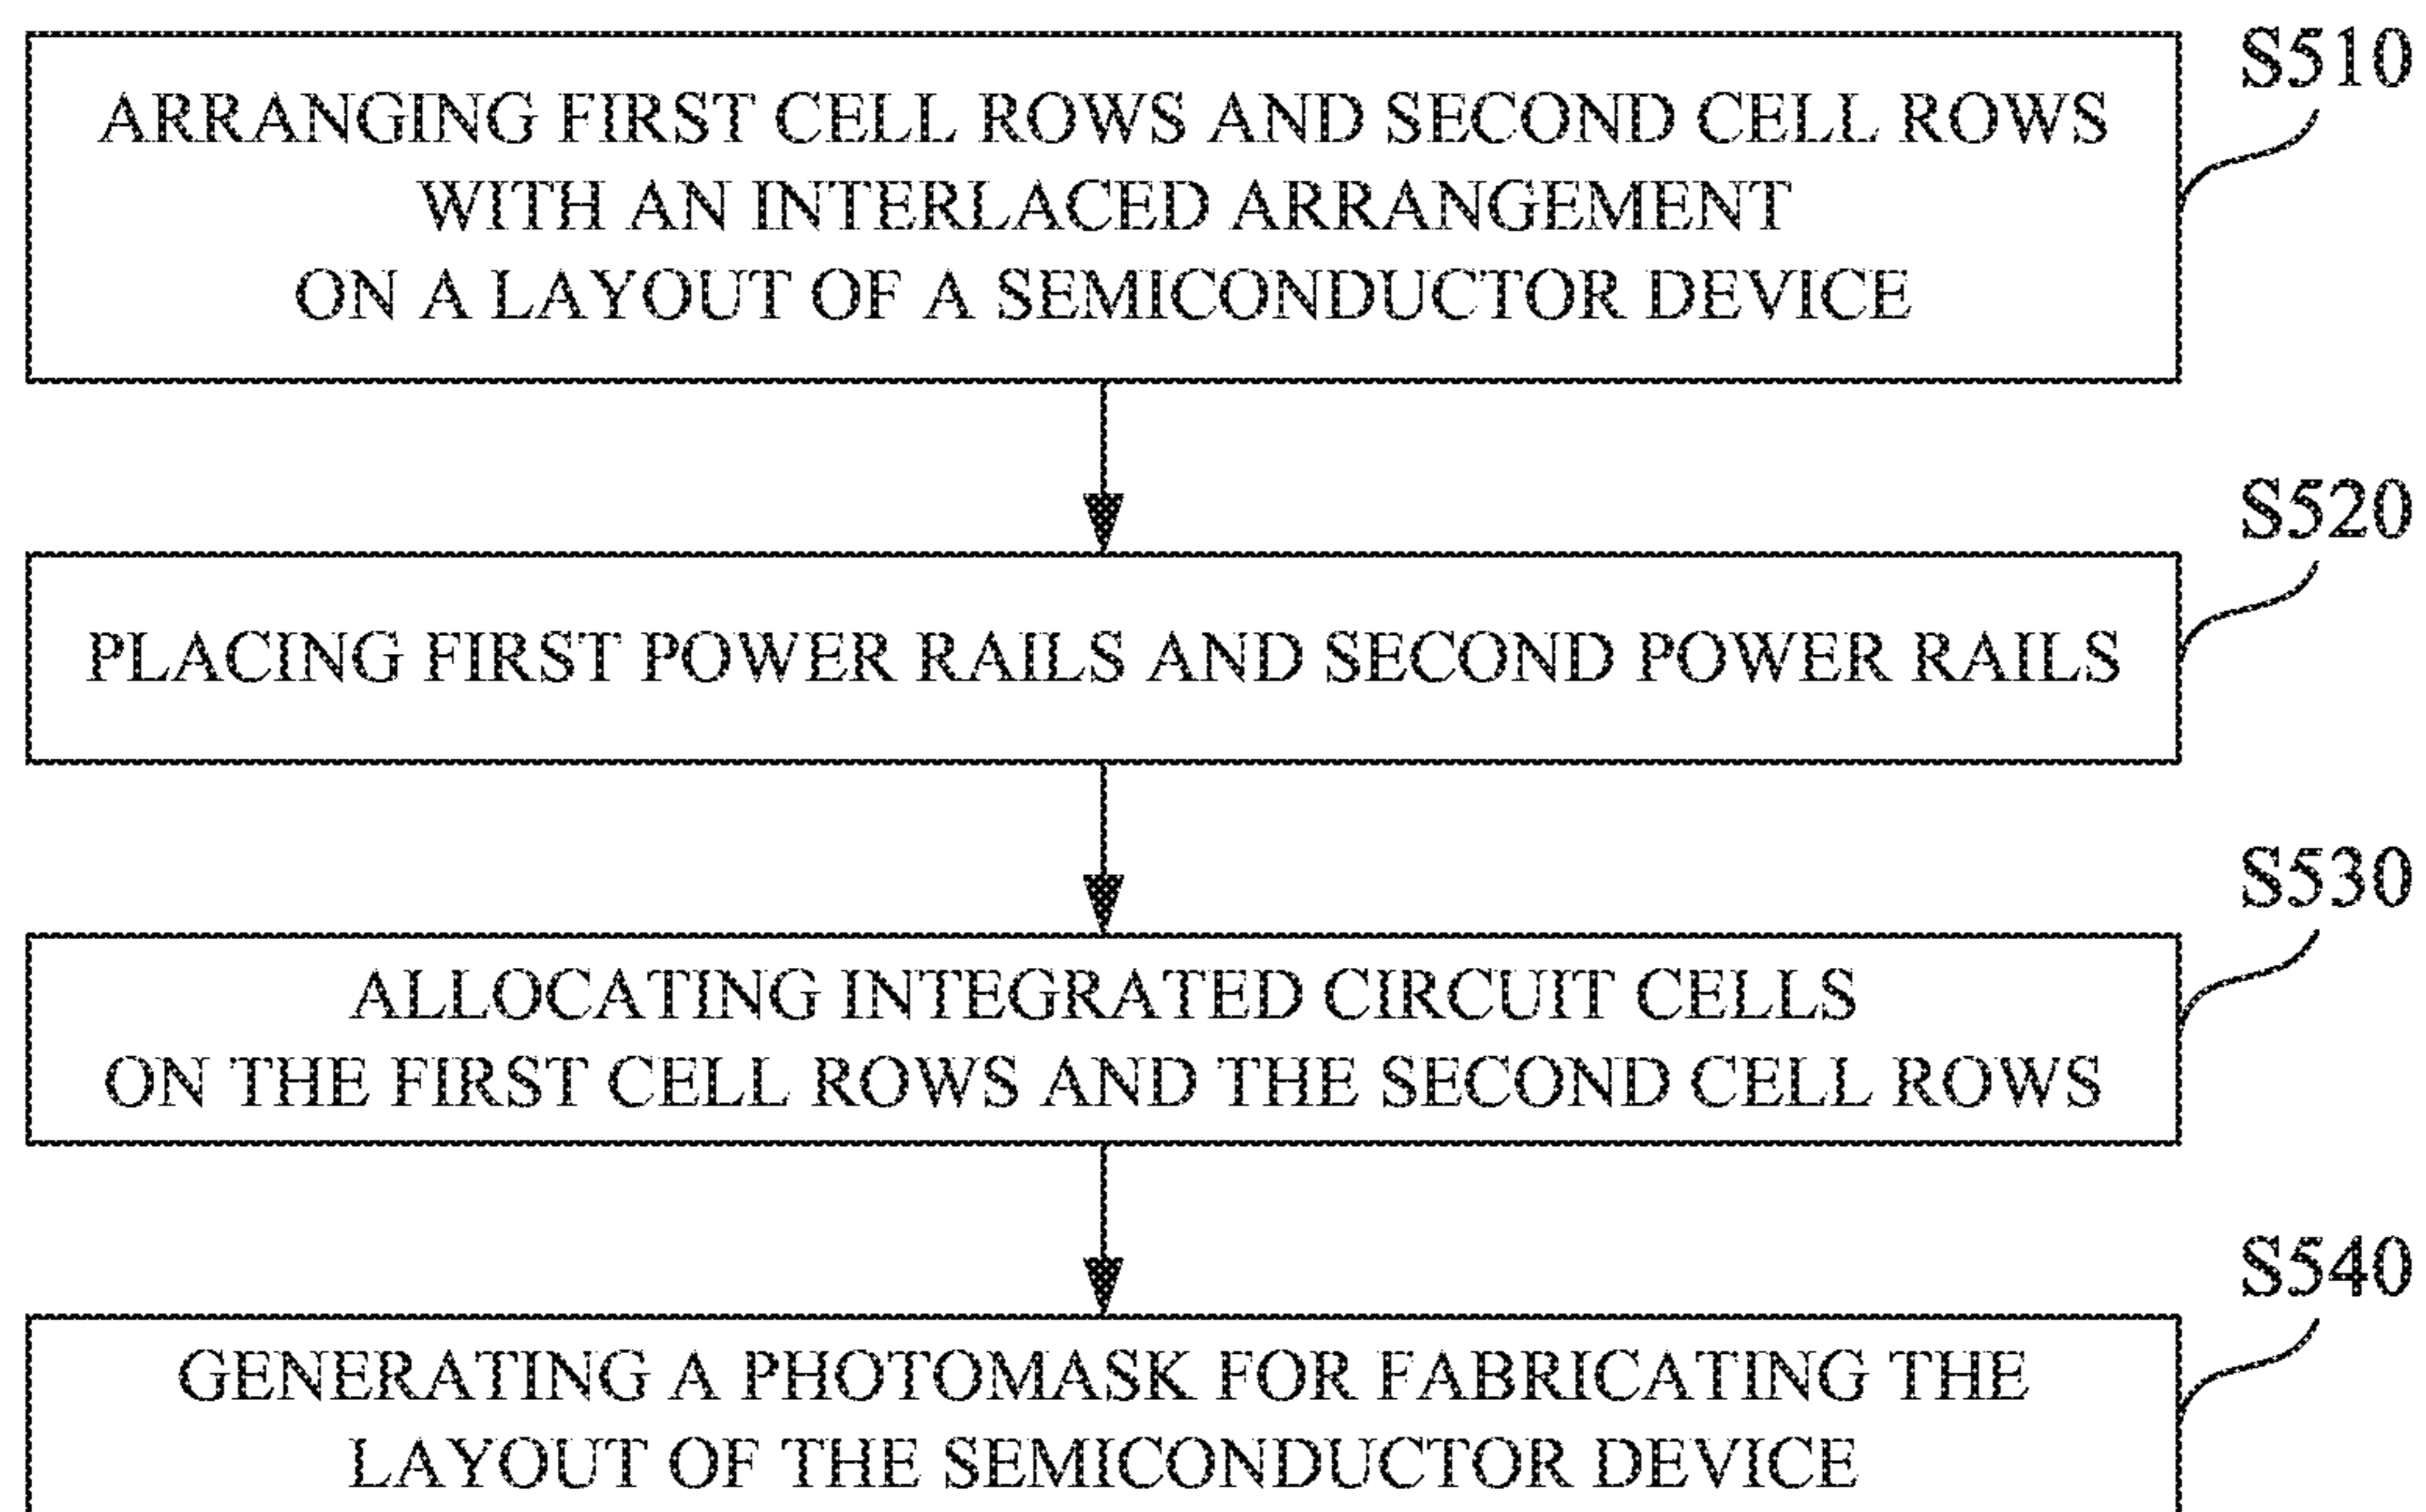 S510
ARRANGING FIRST CELL ROWS AND SECOND CELL ROWS
WITH AN INTERLACED ARRANGEMENT
ON A LAYOUT OF A SEMICONDUCTOR DEVICE
S520
PLACING FIRST POWER RAILS AND SECOND POWER RAILS
S530
ALLOCATING INTEGRATED CIRCUIT CELLS
ON THE FIRST CELL ROWS AND THE SECOND CELL ROWS
S540
GENERATING A PHOTOMASK FOR FABRICATING THE
LAYOUT OF THE SEMICONDUCTOR DEVICE